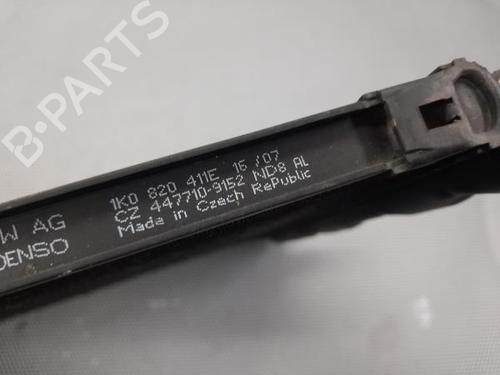 1K0 820 411E 16/07
W AG CZ 447710-9152 ND8 AL
DENSO Made in Czech RePublic
B-PARTS